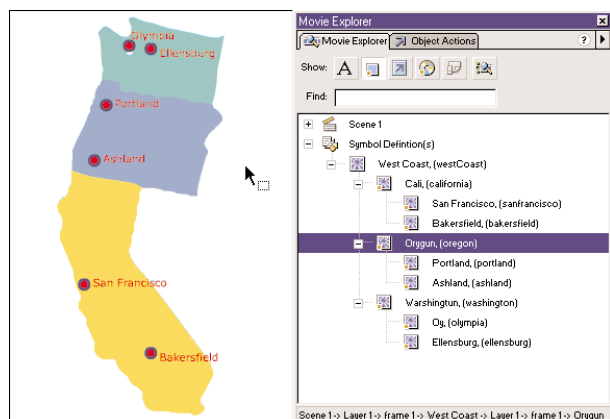 Olympia
Ellensburg
Portland
Ashland
San Francisco
Bakersfield
Movie Explorer
Movie Explorer
Object Actions
?
Show:
A
Find:
Scene 1
Symbol Defintion(s)
West Coast, (westCoast)
Cali, (california)
San Francisco, (sanfrancisco)
Bakersfield, (bakersfield)
Orygun, (oregon)
Portland, (portland)
Ashland, (ashland)
Warshingtun, (washington)
Oy, (olympia)
Ellensburg, (ellensburg)
Scene 1-> Layer 1-> frame 1-> West Coast -> Layer 1-> frame 1-> Orygun